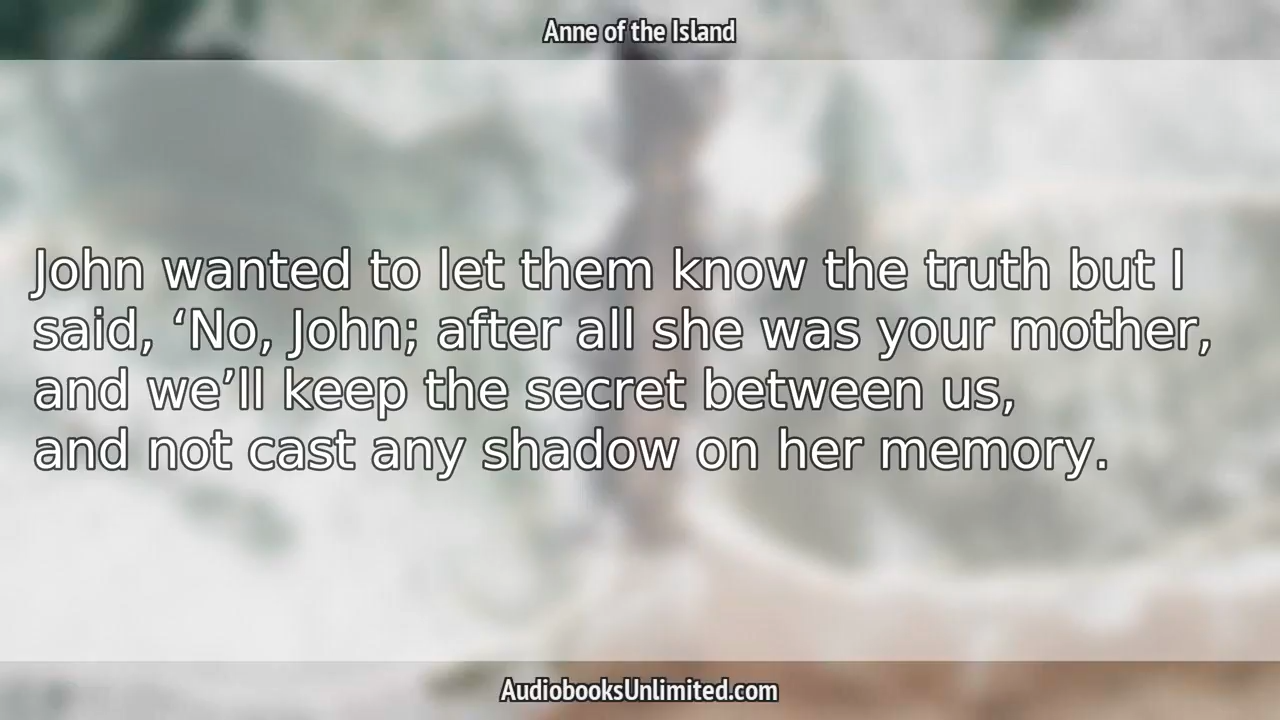 Anne of the Island
John wanted to let them know the truth but I
said, ‘No, John; after all she was your mother,
and we’ll keep the secret between us,
and not cast any shadow on her memory.
AudiobooksUnlimited.com